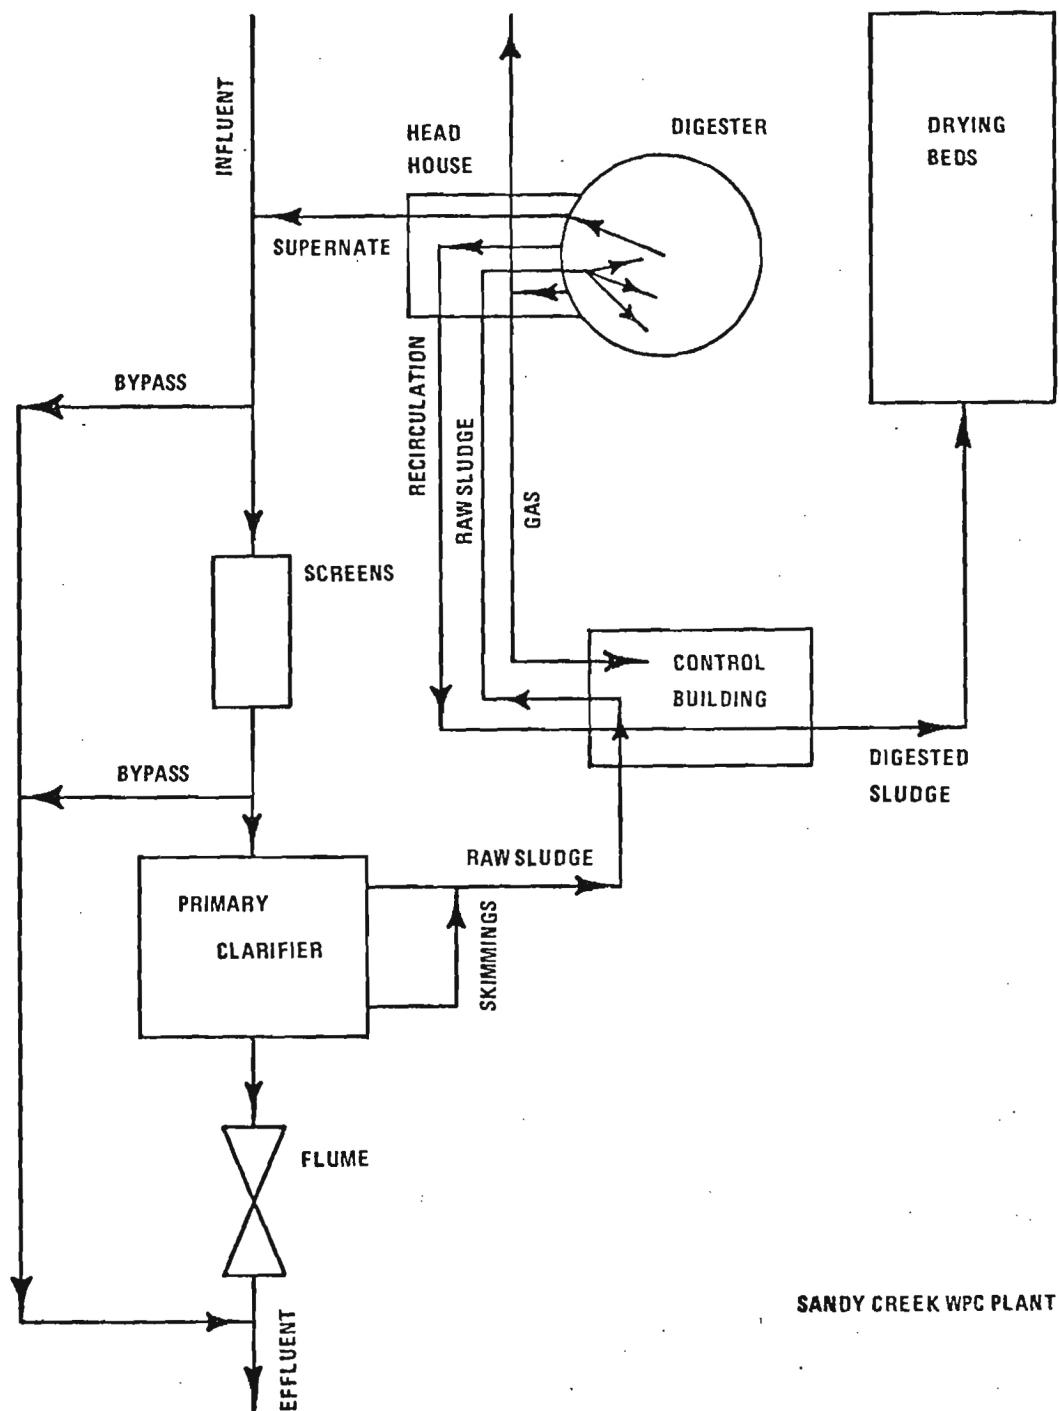 INFLUENT
HEAD
HOUSE
DIGESTER
DRYING
BEDS
SUPERNATE
BYPASS
RECIRCULATION
RAW SLUDGE
GAS
SCREENS
CONTROL
BUILDING
BYPASS
DIGESTED
SLUDGE
RAW SLUDGE
PRIMARY
CLARIFIER
SKIMMINGS
FLUME
SANDY CREEK WPC PLANT
EFFLUENT